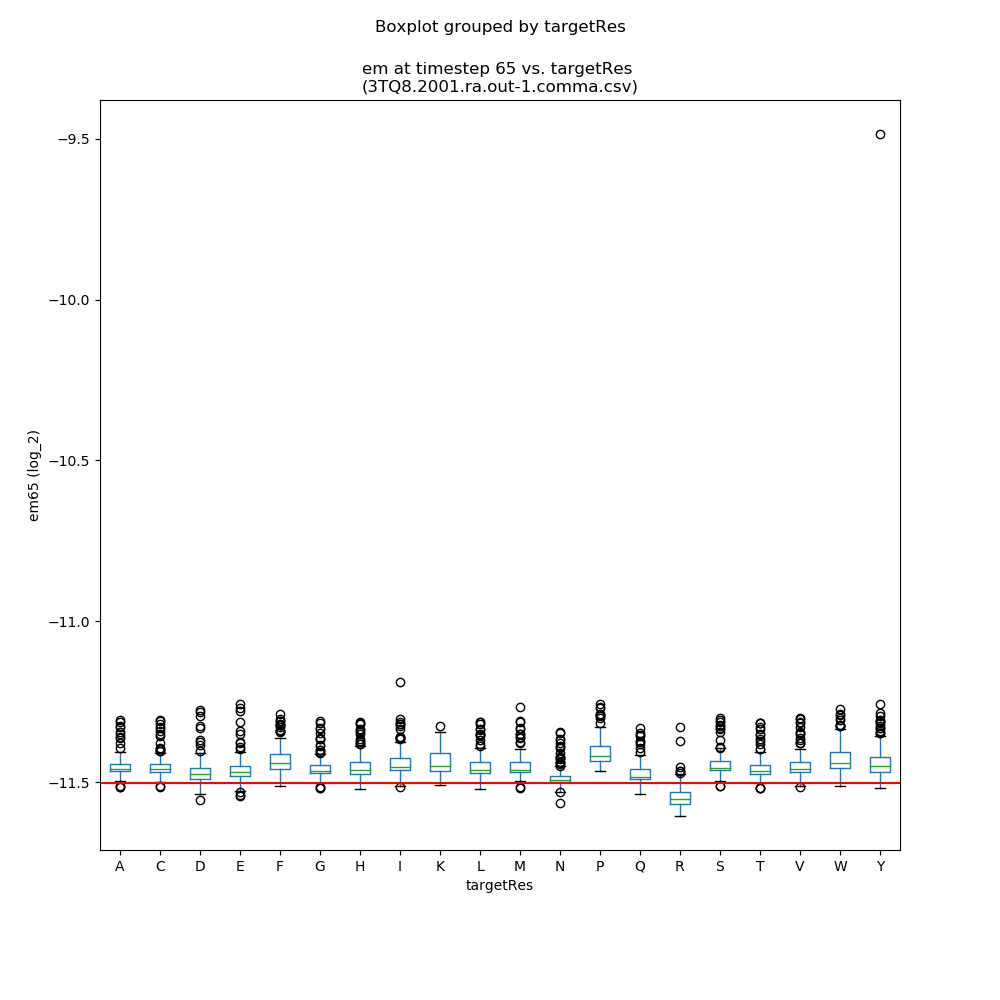 Boxplot grouped by targetRes
em at timestep 65 vs. targetRes
(3TQ8.2001.ra.out-1.comma.csv)
em65 (log_2)
−9.5
−10.0
−10.5
−11.0
−11.5
A C D E F G H I K L M N P Q R S T V W Y
targetRes